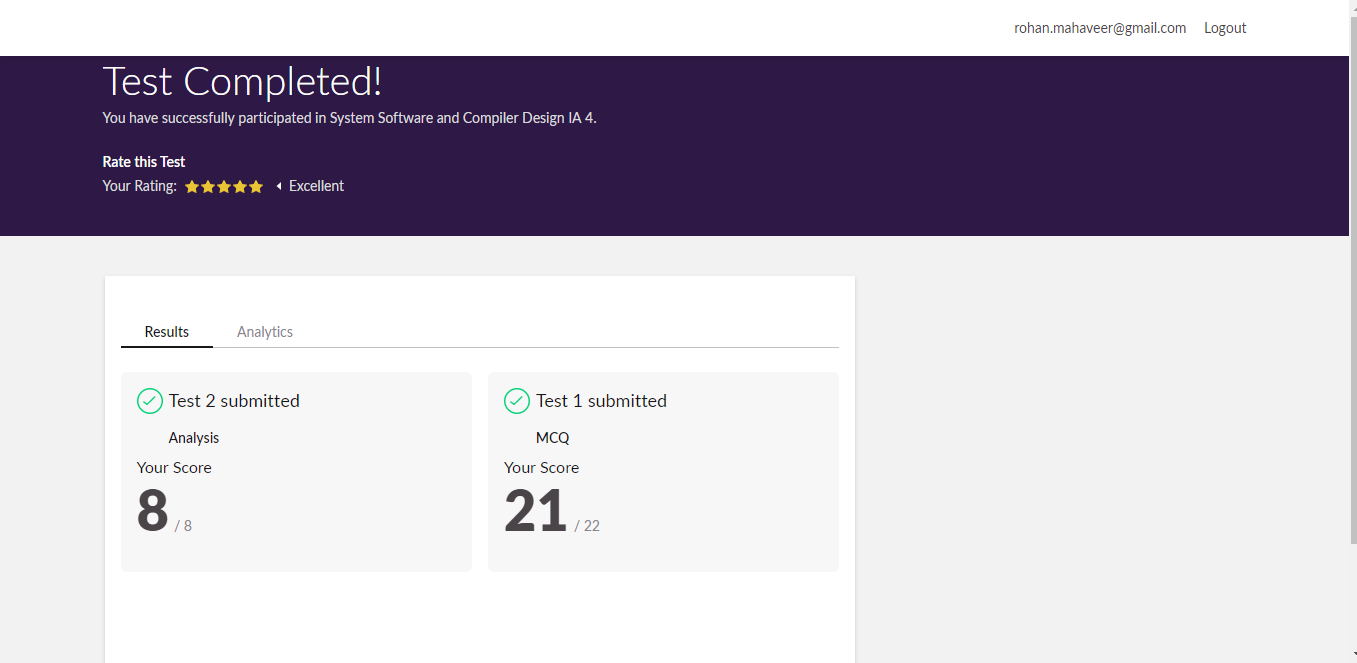 rohan.mahaveer@gmail.com Logout
Test Completed!
You have successfully participated in System Software and Compiler Design IA 4.
Rate this Test
Your Rating: Excellent
Results Analytics
Test 2 submitted
Analysis
Your Score
8 / 8
Test 1 submitted
MCQ
Your Score
21 / 22